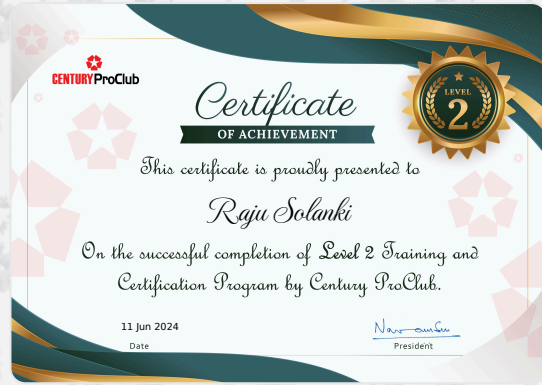 CENTURY ProClub
LEVEL
2
Certificate
OF ACHIEVEMENT
This certificate is proudly presented to
Raju Solanki
On the successful completion of Level 2 Training and
Certification Program by Century ProClub.
11 Jun 2024
Date
President